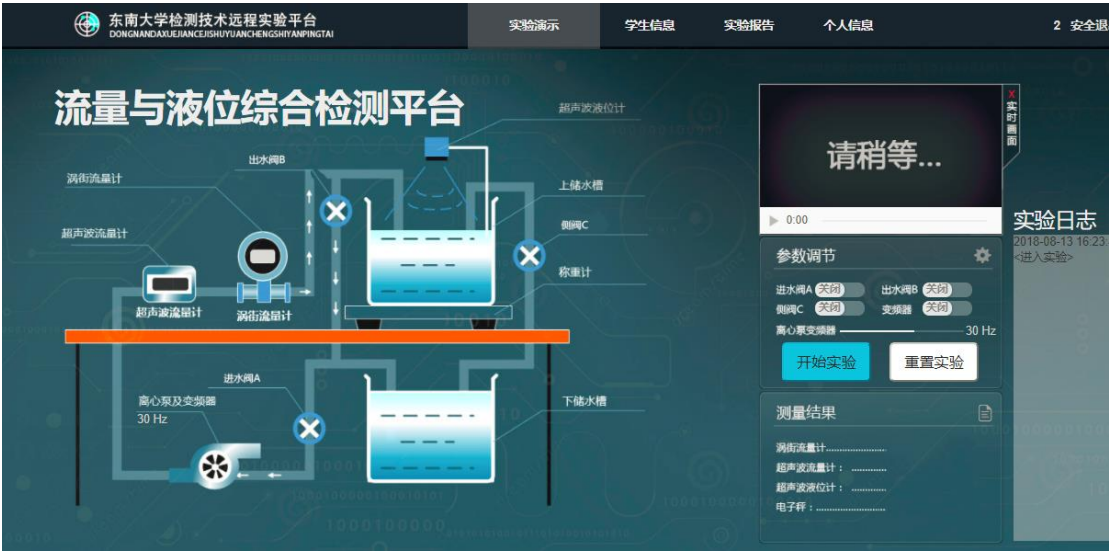 东南大学检测技术远程实验平台
DONGNANDAXUEJIANCEJISHUYUANCHENGSHIYANPINGTAI
实验演示
学生信息
实验报告
个人信息
2 安全退
流量与液位综合检测平台
超声波液位计
出水阀B
涡街流量计
上储水槽
侧阀C
超声波流量计
称重计
超声波流量计
涡街流量计
进水阀A
离心泵及变频器
30 Hz
下储水槽
请稍等...
X
实时画面
0:00
实验日志
2018-08-13 16:23
<进入实验>
参数调节
进水阀A 关闭 出水阀B 关闭
侧阀C 关闭 变频器 关闭
离心泵变频器 30 Hz
开始实验 重置实验
测量结果
涡街流量计......................
超声波流量计： .............
超声波液位计： .............
电子秤：..........................